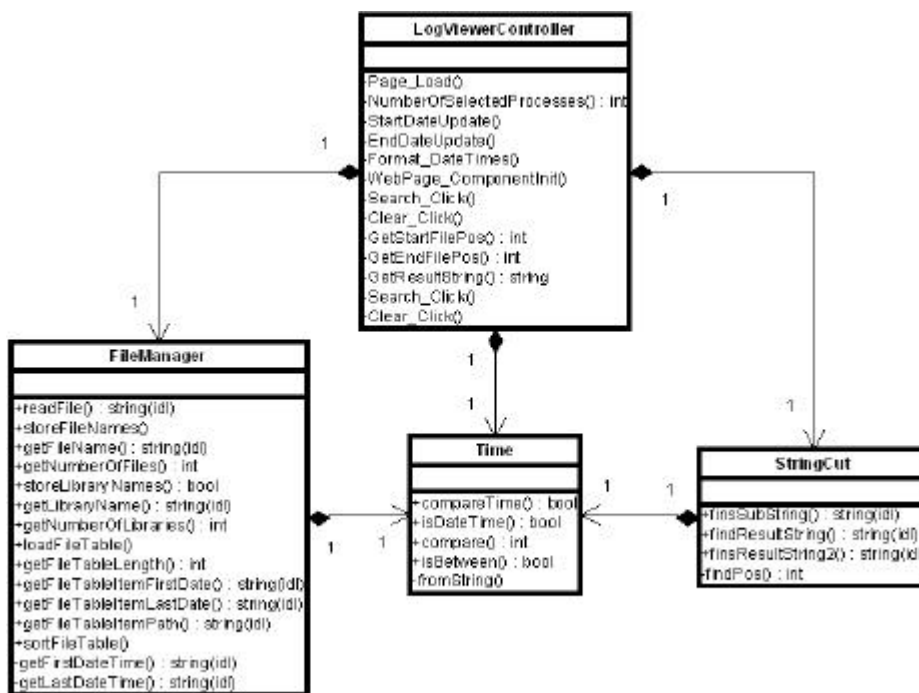 LogViewerController
-Page_Load()
-NumberOfSelectedProcesses() : int
-StartDateUpdate()
-EndDateUpdate()
-Format_DateTimes()
-WebPage_ComponentInit()
-Search_Click()
-Clear_Click()
-GetStartFilePos() : int
-GetEndFilePos() : int
-GetResultString() : string
-Search_Click()
-Clear_Click()
1
1
1
1
1
1
FileManager
+readFile() : string(idl)
+storeFileNames()
+getFileName() : string(idl)
+getNumberOfFiles() : int
+storeLibraryNames() : bool
+getLibraryName() : string(idl)
+getNumberOfLibraries() : int
+loadFileTable()
+getFileTableLength() : int
+getFileTableItemFirstDate() : string(idl)
+getFileTableItemLastDate() : string(idl)
+getFileTableItemPath() : string(idl)
+sortFileTable()
-getFirstDateTime() : string(idl)
-getLastDateTime() : string(idl)
1
1
Time
+compareTime() : bool
+isDateTime() : bool
+compare() : int
+isBetween() : bool
-fromString()
1
1
StringCut
+finsSubString() : string(idl)
+findResultString() : string(idl)
+finsResultString2() : string(idl
-findPos() : int